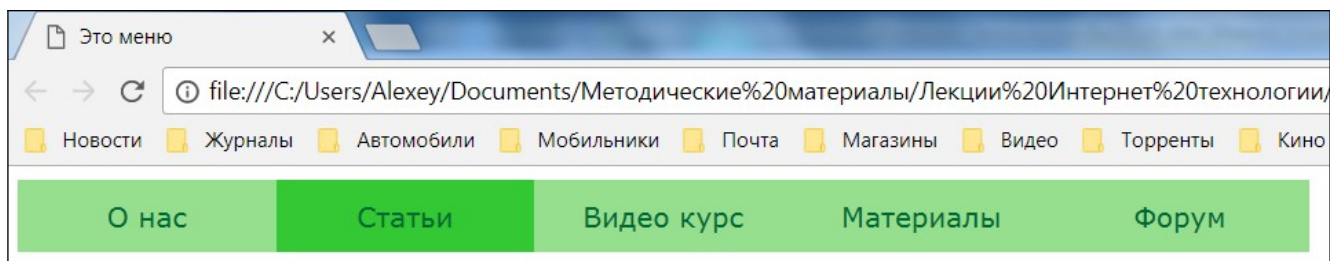 Это меню
file:///C:/Users/Alexey/Documents/Методические%20материалы/Лекции%20Интернет%20технологии/
Новости Журналы Автомобили Мобильники Почта Магазины Видео Торренты Кино
О нас Статьи Видео курс Материалы Форум